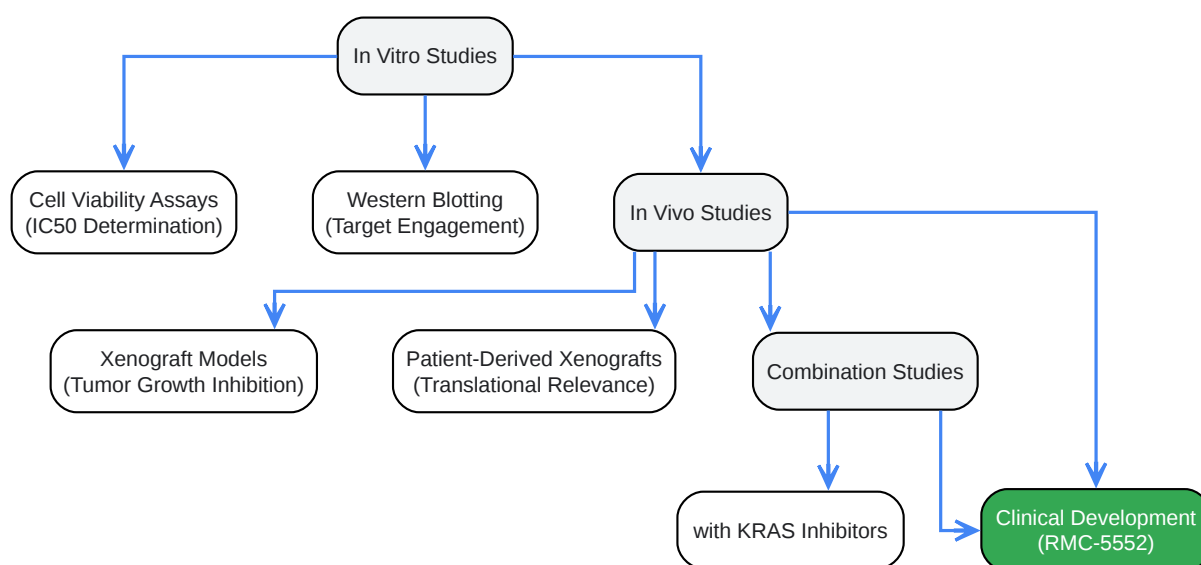 In Vitro Studies
Cell Viability Assays
(IC50 Determination)
Western Blotting
(Target Engagement)
In Vivo Studies
Xenograft Models
(Tumor Growth Inhibition)
Patient-Derived Xenografts
(Translational Relevance)
Combination Studies
with KRAS Inhibitors
Clinical Development
(RMC-5552)